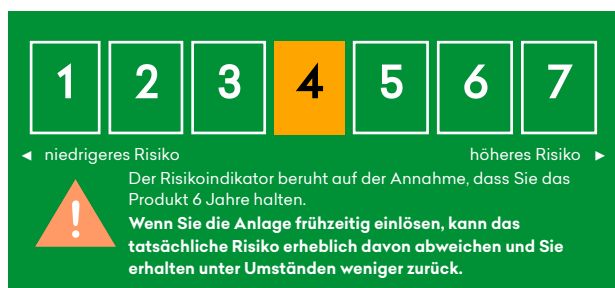 1 2 3 4 5 6 7
◄ niedrigeres Risiko höheres Risiko ►
Der Risikoindikator beruht auf der Annahme, dass Sie das
Produkt 6 Jahre halten.
Wenn Sie die Anlage frühzeitig einlösen, kann das
tatsächliche Risiko erheblich davon abweichen und Sie
erhalten unter Umständen weniger zurück.
!